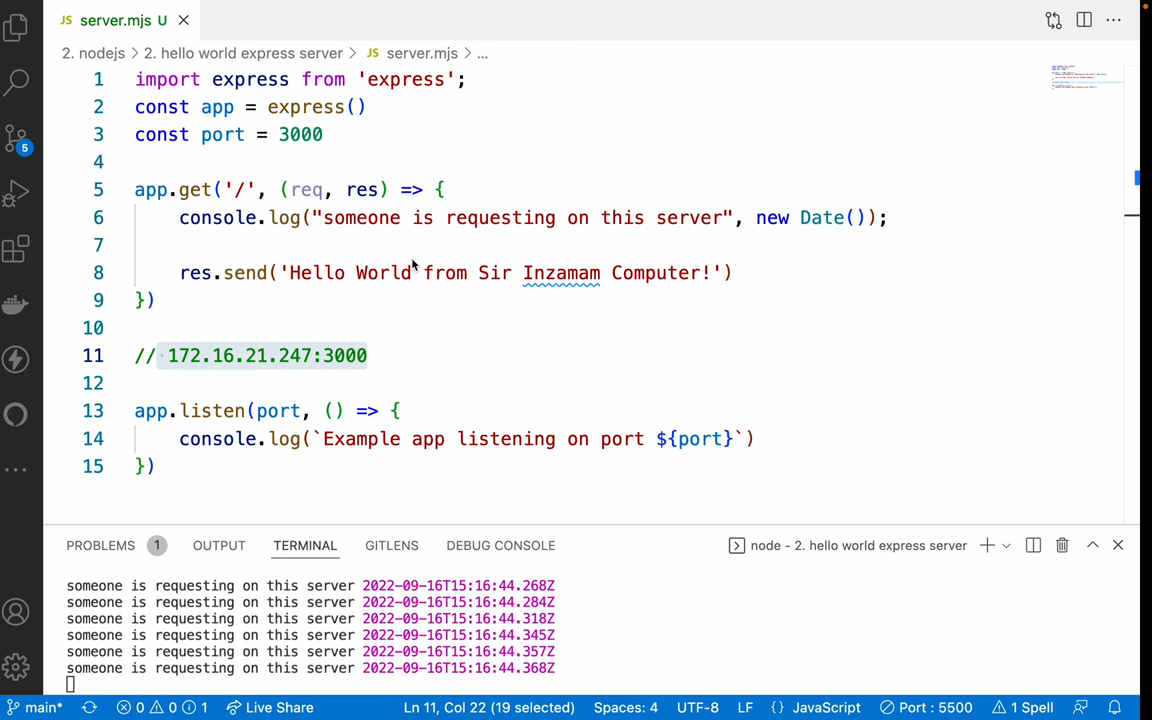 JS server.mjs U
2. nodejs > 2. hello world express server > JS server.mjs > ...
1 import express from 'express';
2 const app = express()
3 const port = 3000
4
5 app.get('/', (req, res) => {
6 console.log("someone is requesting on this server", new Date());
7
8 res.send('Hello World from Sir Inzamam Computer!')
9 })
10
11 // 172.16.21.247:3000
12
13 app.listen(port, () => {
14 console.log(`Example app listening on port ${port}`)
15 })
5
PROBLEMS 1 OUTPUT TERMINAL GITLENS DEBUG CONSOLE node - 2. hello world express server
someone is requesting on this server 2022-09-16T15:16:44.268Z
someone is requesting on this server 2022-09-16T15:16:44.284Z
someone is requesting on this server 2022-09-16T15:16:44.318Z
someone is requesting on this server 2022-09-16T15:16:44.345Z
someone is requesting on this server 2022-09-16T15:16:44.357Z
someone is requesting on this server 2022-09-16T15:16:44.368Z
main* 0 0 1 Live Share Ln 11, Col 22 (19 selected) Spaces: 4 UTF-8 LF {} JavaScript Port : 5500 1 Spell